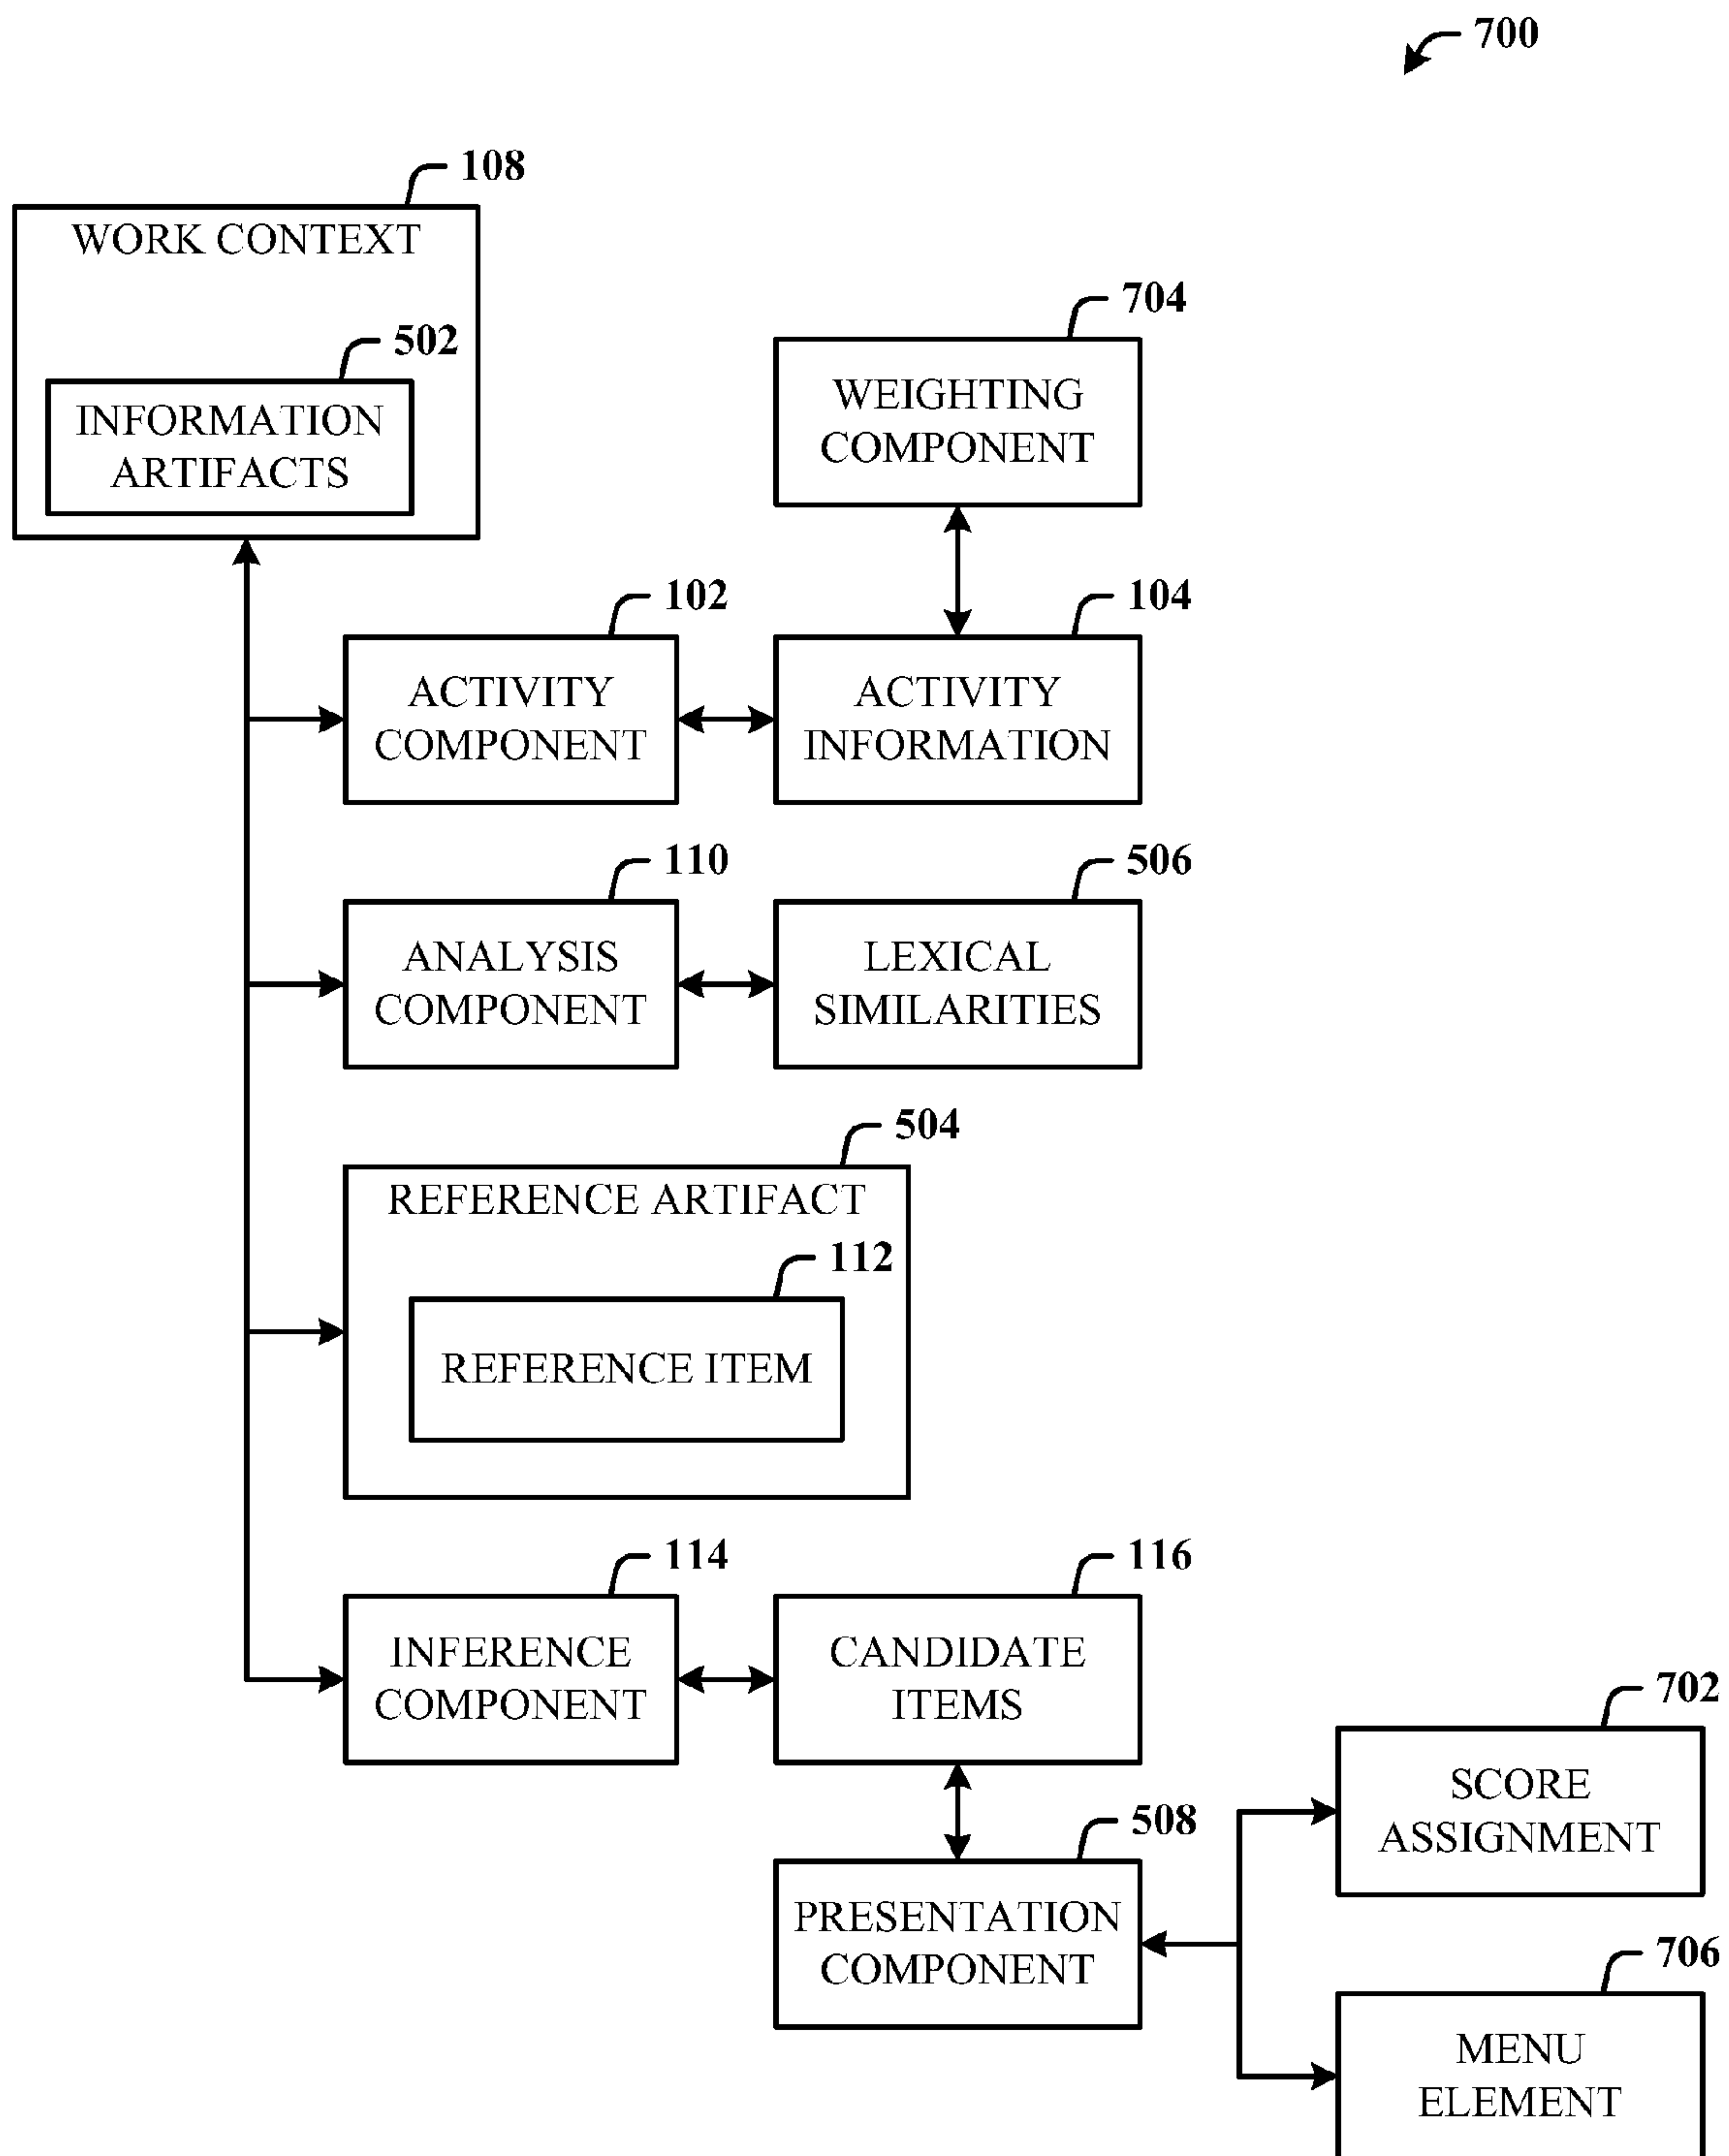 700
108
WORK CONTEXT
502
INFORMATION
ARTIFACTS
704
WEIGHTING
COMPONENT
102
ACTIVITY
COMPONENT
104
ACTIVITY
INFORMATION
110
ANALYSIS
COMPONENT
506
LEXICAL
SIMILARITIES
504
REFERENCE ARTIFACT
112
REFERENCE ITEM
114
INFERENCE
COMPONENT
116
CANDIDATE
ITEMS
508
PRESENTATION
COMPONENT
702
SCORE
ASSIGNMENT
706
MENU
ELEMENT